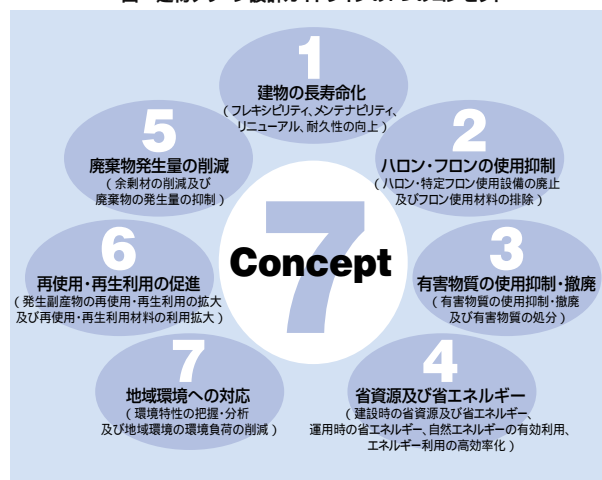 1
建物の長寿命化
（フレキシビリティ、メンテナビリティ、
リニューアル、耐久性の向上）
2
ハロン・フロンの使用抑制
（ハロン・特定フロン使用設備の廃止
及びフロン使用材料の排除）
3
有害物質の使用抑制・撤廃
（有害物質の使用抑制・撤廃
及び有害物質の処分）
4
省資源及び省エネルギー
（建設時の省資源及び省エネルギー、
運用時の省エネルギー、自然エネルギーの有効利用、
エネルギー利用の高効率化）
5
廃棄物発生量の削減
（余剰材の削減及び
廃棄物の発生量の抑制）
6
再使用・再生利用の促進
（発生副産物の再使用・再生利用の拡大
及び再使用・再生利用材料の利用拡大）
7
地域環境への対応
（環境特性の把握・分析
及び地域環境の環境負荷の削減）
7
Concept